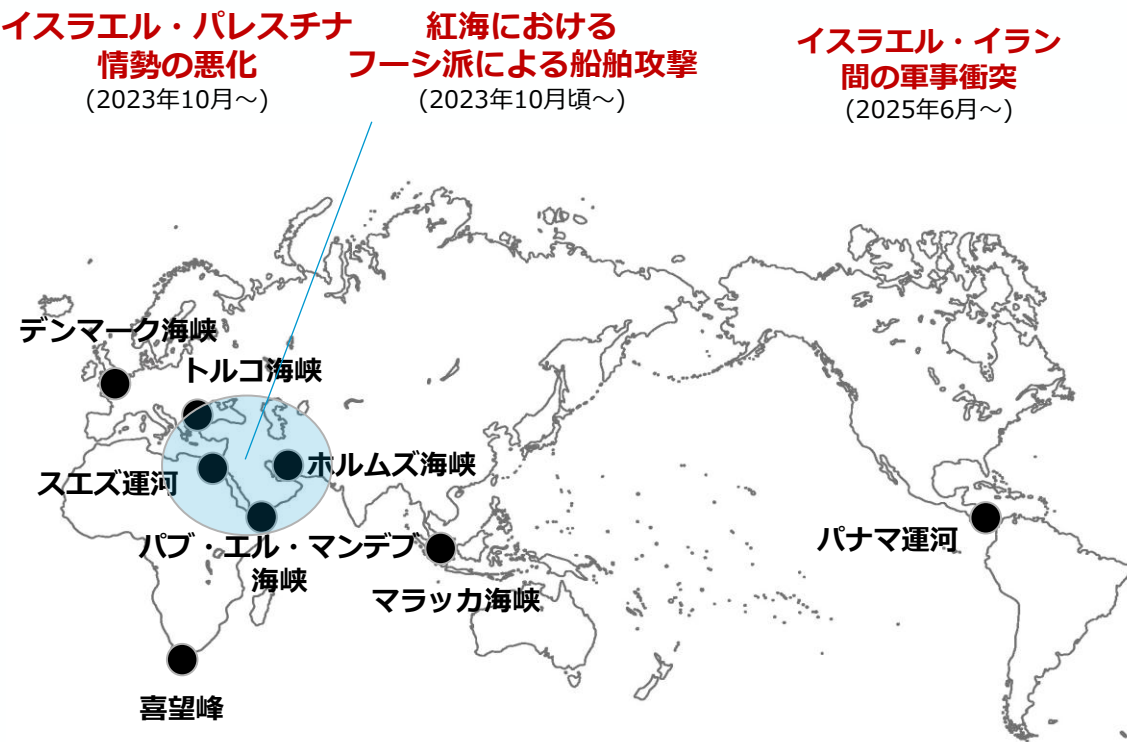 イスラエル・パレスチナ
情勢の悪化
(2023年10月～)
紅海における
フーシ派による船舶攻撃
(2023年10月頃～)
イスラエル・イラン
間の軍事衝突
(2025年6月～)
デンマーク海峡
トルコ海峡
スエズ運河
ホルムズ海峡
パブ・エル・マンデブ
海峡
マラッカ海峡
パナマ運河
喜望峰